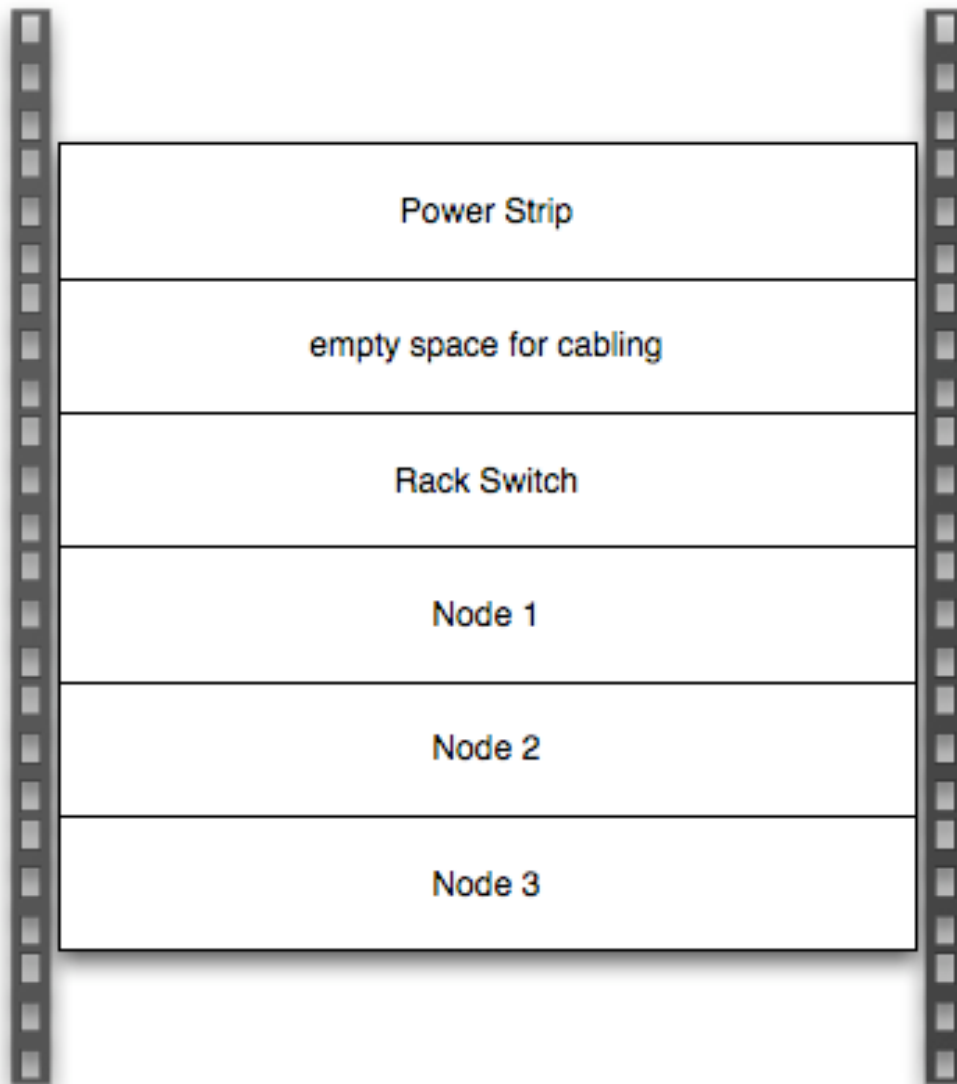 Power Strip
empty space for cabling
Rack Switch
Node 1
Node 2
Node 3